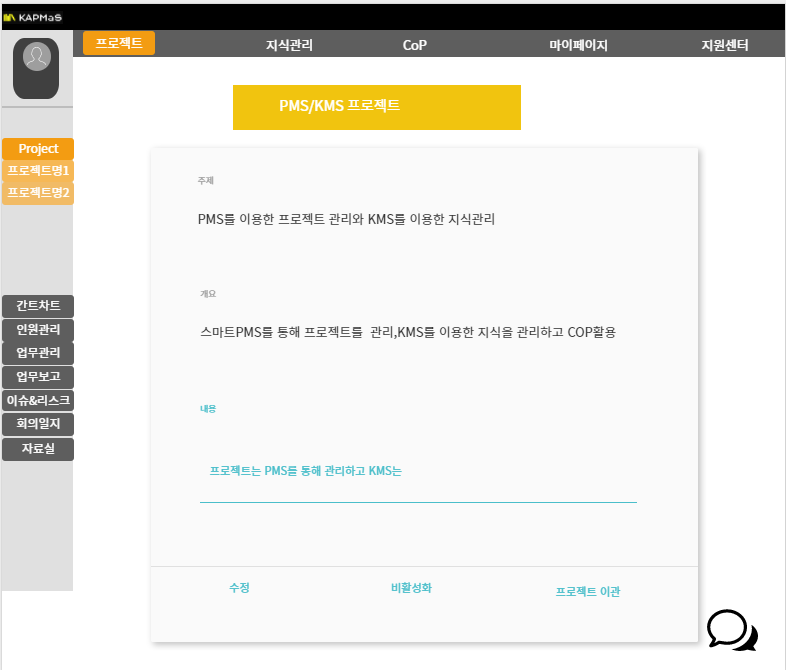 KAPMaS
프로젝트 지식관리 CoP 마이페이지 지원센터
PMS/KMS 프로젝트
Project
프로젝트명1
프로젝트명2
간트차트
인원관리
업무관리
업무보고
이슈&리스크
회의일지
자료실
주제
PMS를 이용한 프로젝트 관리와 KMS를 이용한 지식관리
개요
스마트PMS를 통해 프로젝트를 관리,KMS를 이용한 지식을 관리하고 COP활용
내용
프로젝트는 PMS를 통해 관리하고 KMS는
수정 비활성화 프로젝트 이관